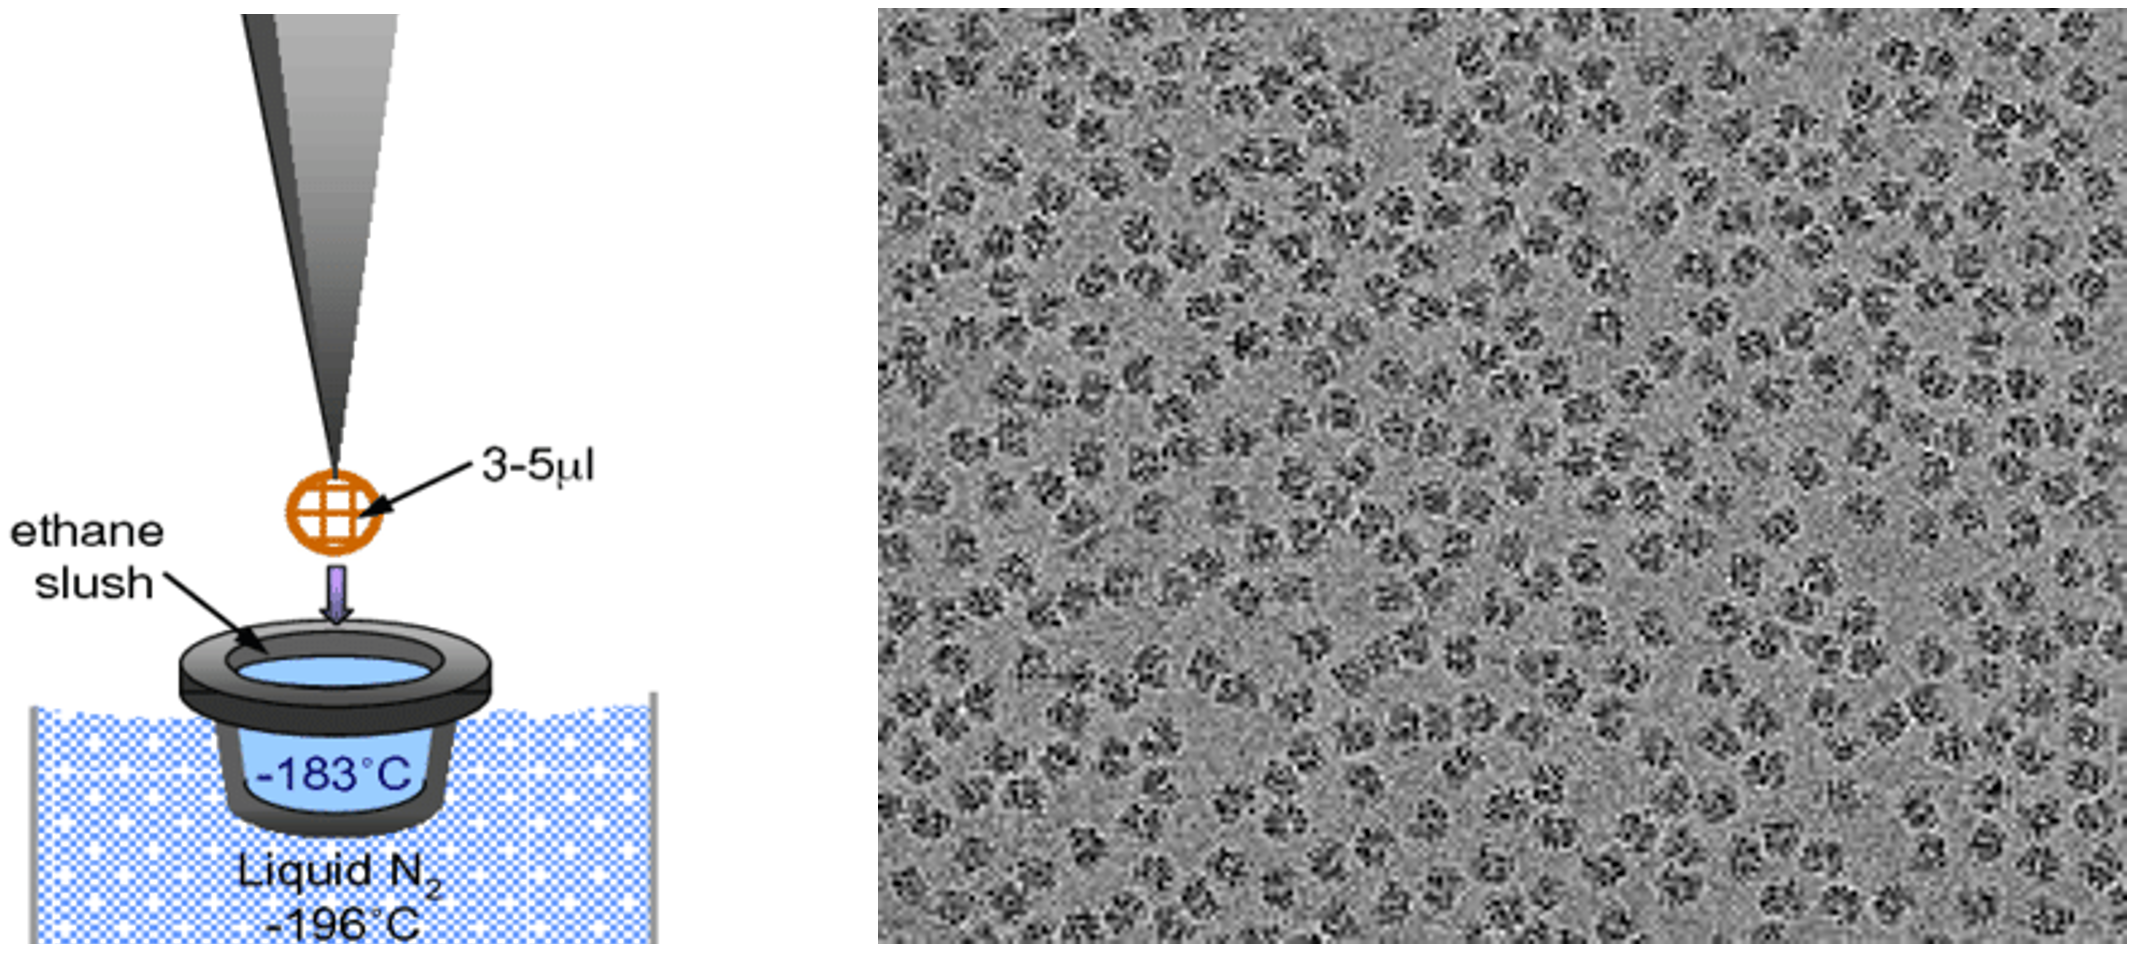 3-5µl
ethane
slush
-183°C
Liquid N₂
-196°C